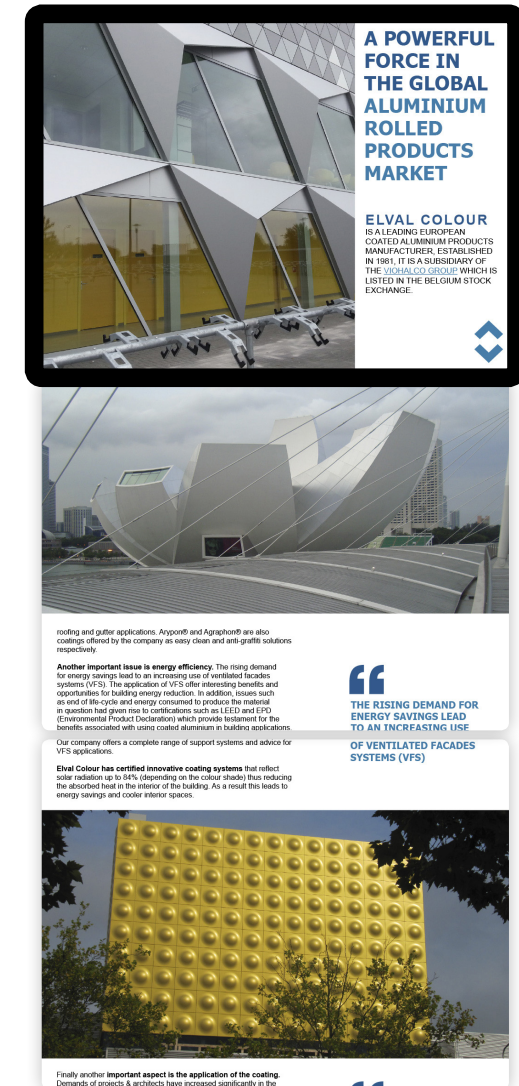 A POWERFUL
FORCE IN
THE GLOBAL
ALUMINIUM
ROLLED
PRODUCTS
MARKET
ELVAL COLOUR
IS A LEADING EUROPEAN
COATED ALUMINIUM PRODUCTS
MANUFACTURER, ESTABLISHED
IN 1981, IT IS A SUBSIDIARY OF
THE VIOHALCO GROUP WHICH IS
LISTED IN THE BELGIUM STOCK
EXCHANGE.
roofing and gutter applications. Arypon® and Agraphon® are also
coatings offered by the company as easy clean and anti-graffiti solutions
respectively.
Another important issue is energy efficiency. The rising demand
for energy savings lead to an increasing use of ventilated facades
systems (VFS). The application of VFS offer interesting benefits and
opportunities for building energy reduction. In addition, issues such
as end of life-cycle and energy consumed to produce the material
in question had given rise to certifications such as LEED and EPD
(Environmental Product Declaration) which provide testament for the
benefits associated with using coated aluminium in building applications.
Our company offers a complete range of support systems and advice for
VFS applications.
Elval Colour has certified innovative coating systems that reflect
solar radiation up to 84% (depending on the colour shade) thus reducing
the absorbed heat in the interior of the building. As a result this leads to
energy savings and cooler interior spaces.
“
THE RISING DEMAND FOR
ENERGY SAVINGS LEAD
TO AN INCREASING USE
OF VENTILATED FACADES
SYSTEMS (VFS)
Finally another important aspect is the application of the coating.
Demands of projects & architects have increased significantly in the
“